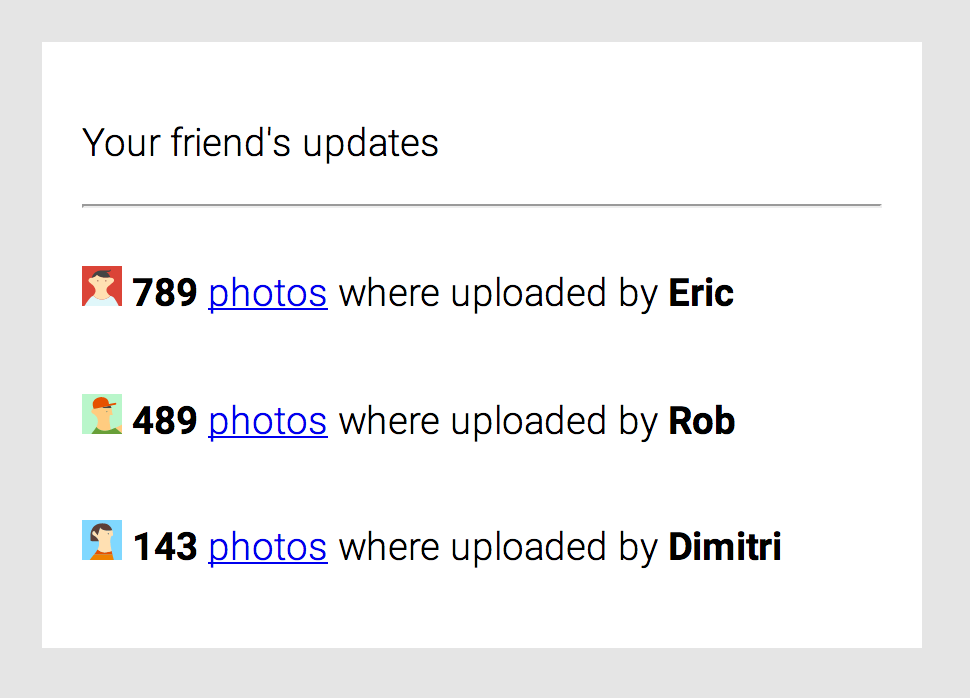 Your friend's updates
789 photos where uploaded by Eric
489 photos where uploaded by Rob
143 photos where uploaded by Dimitri